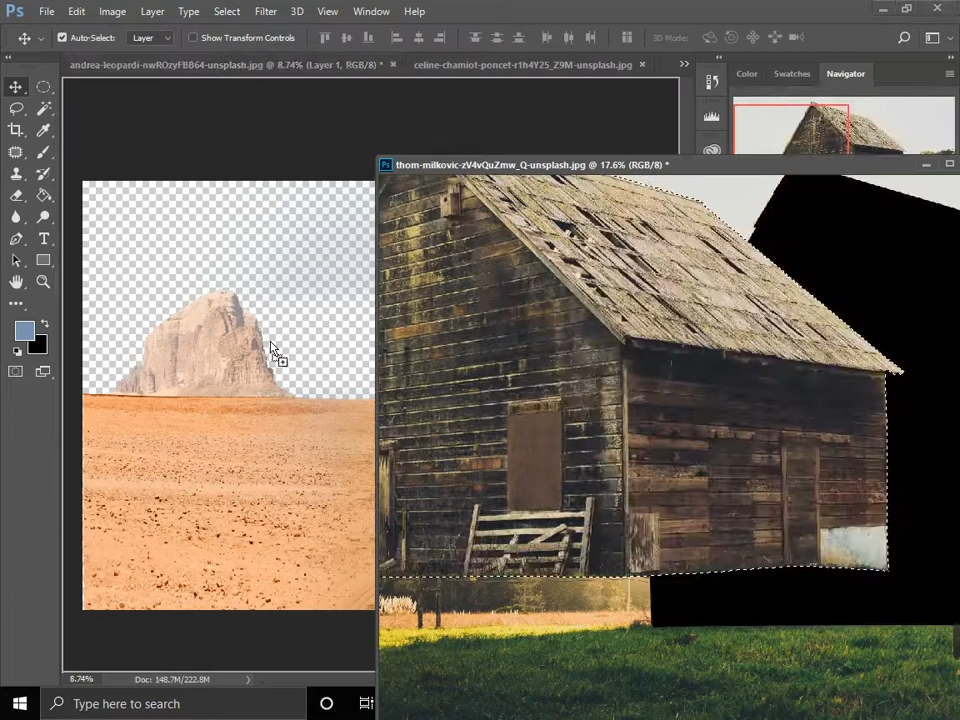 Ps File Edit Image Layer Type Select Filter 3D View Window Help
Auto-Select: Layer Show Transform Controls 3D Mode:
andrea-leopardi-nwROzyFBB64-unsplash.jpg @ 8.74% (Layer 1, RGB/8) * × celine-chamiot-poncet-r1h4Y25_Z9M-unsplash.jpg × »
Color Swatches Navigator
Ps thom-milkovic-zV4vQuZmw_Q-unsplash.jpg @ 17.6% (RGB/8) *
T
8.74% Doc: 148.7M/222.8M
Type here to search